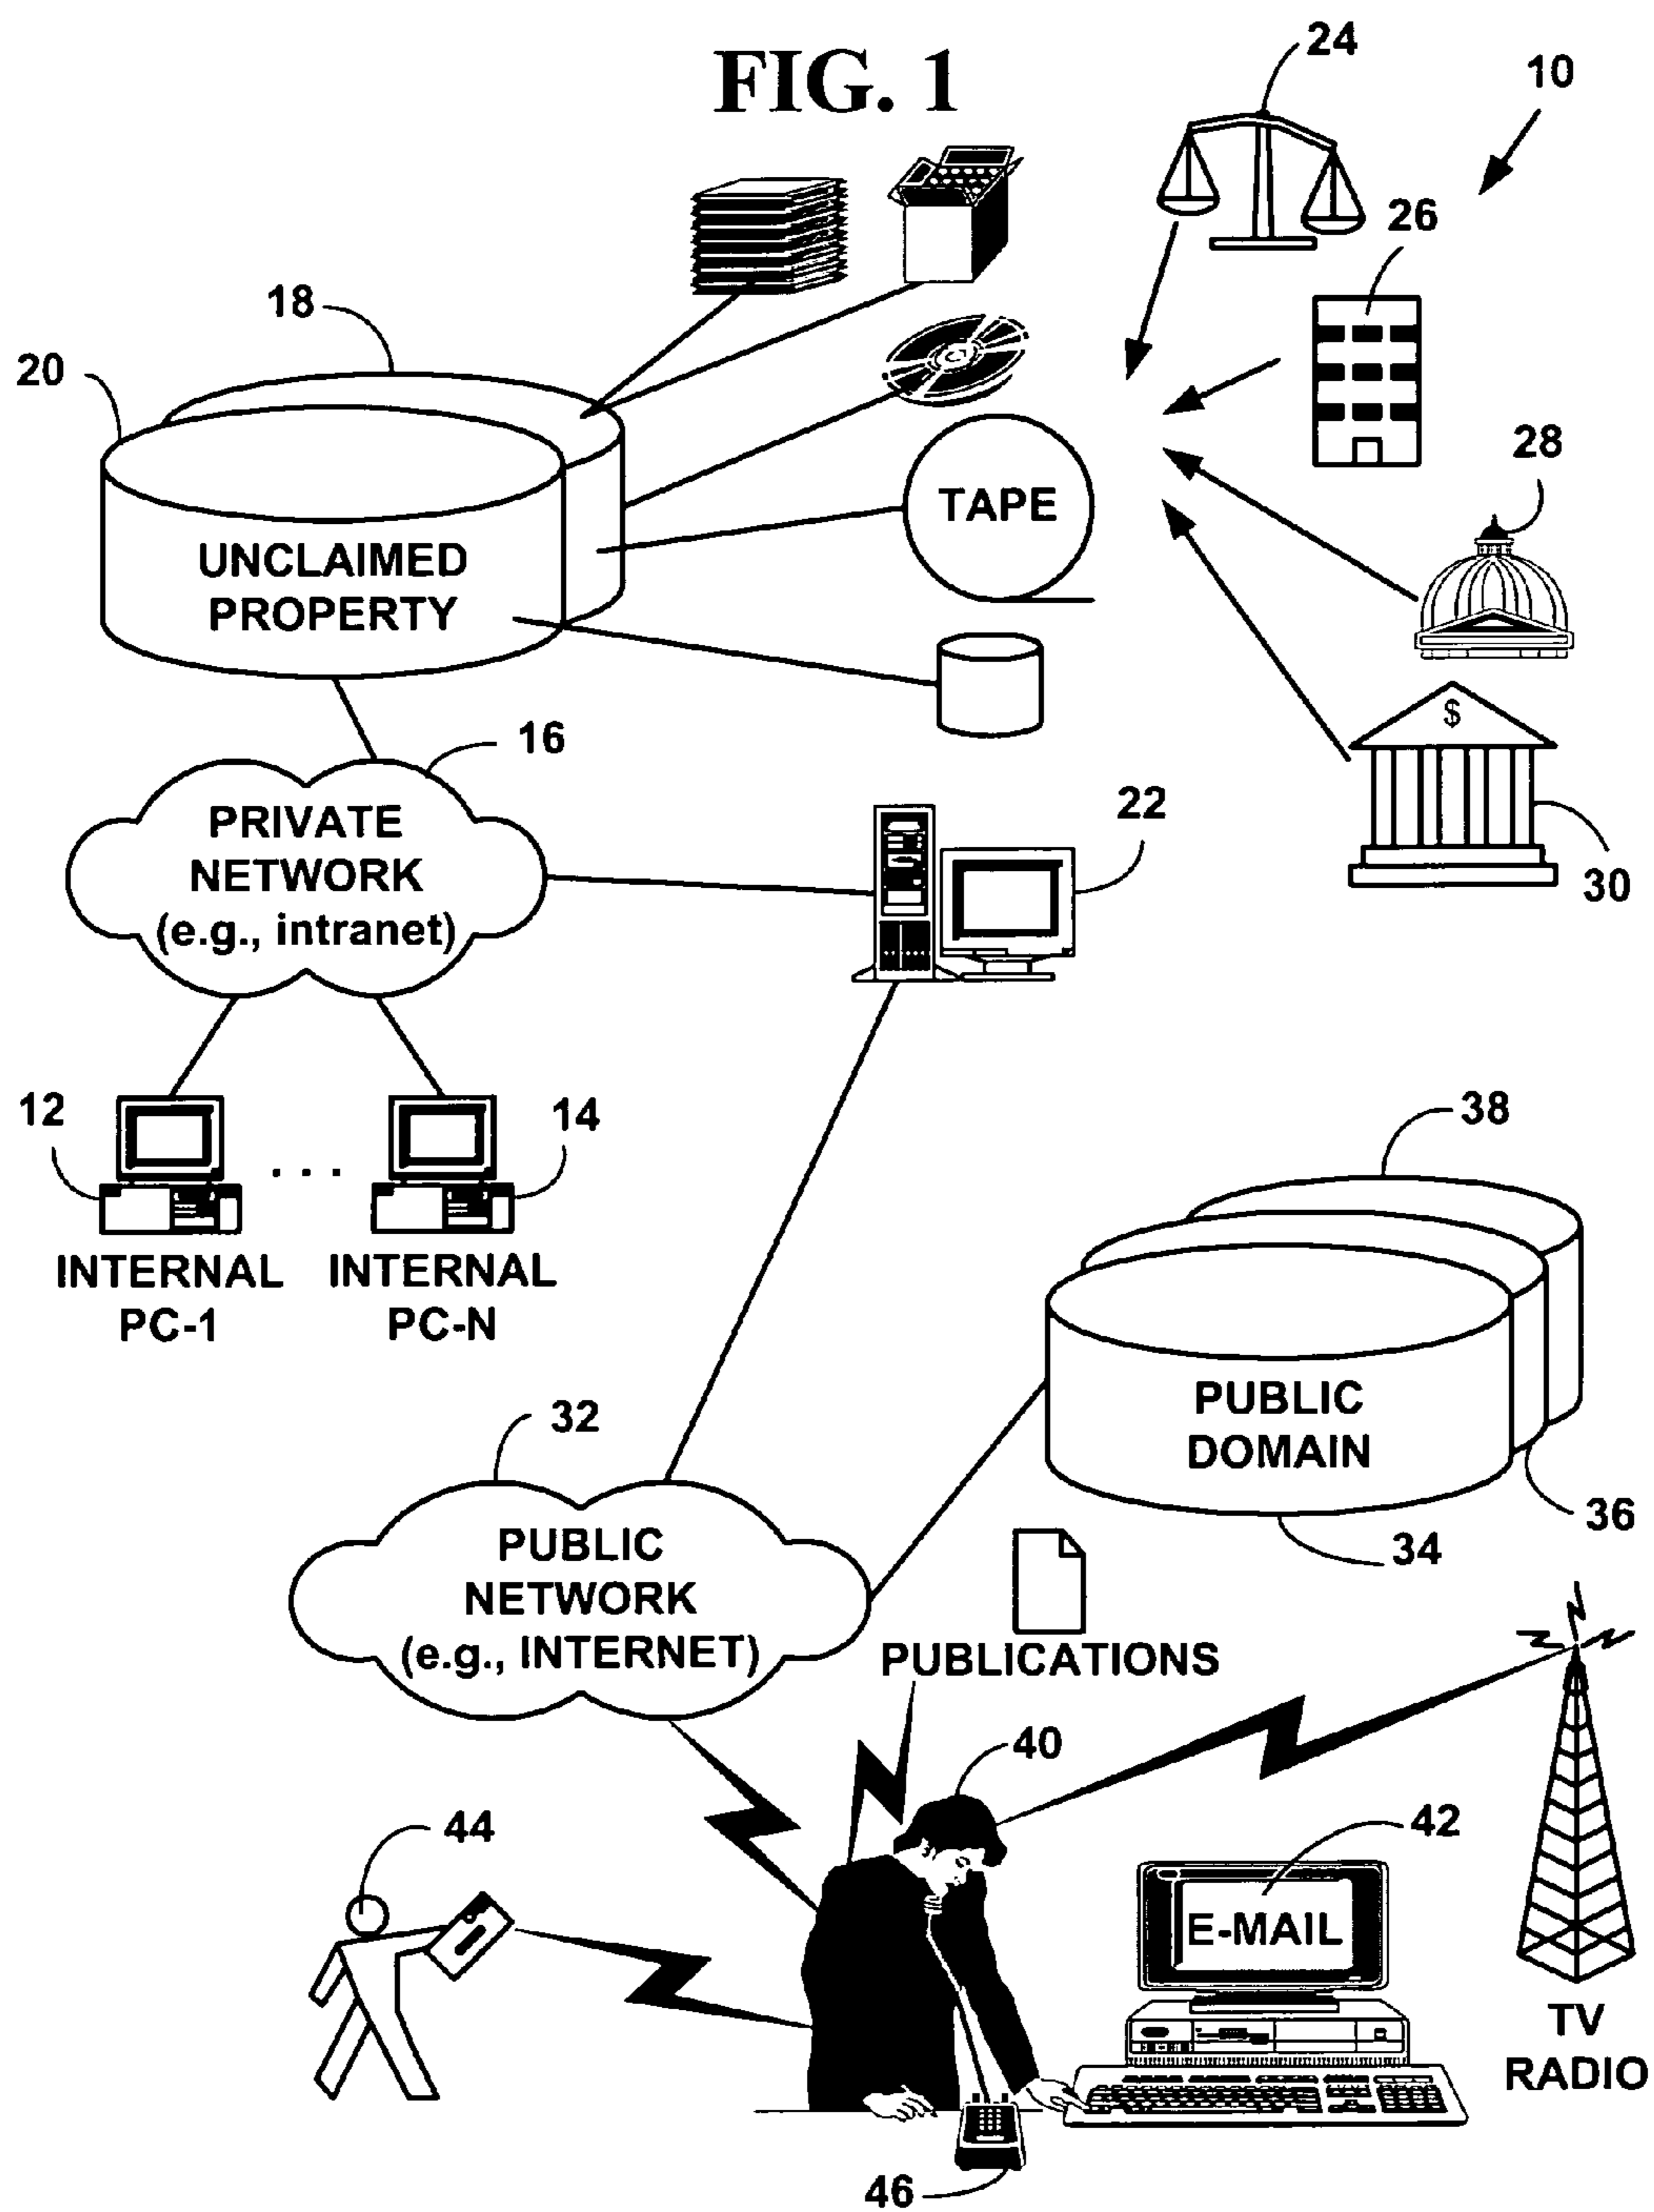 FIG. 1
24
10
26
18
20
28
TAPE
UNCLAIMED
PROPERTY
$
16
PRIVATE
NETWORK
(e.g., intranet)
22
30
12
14
. . .
38
INTERNAL
PC-1
INTERNAL
PC-N
PUBLIC
DOMAIN
32
36
34
PUBLIC
NETWORK
(e.g., INTERNET)
PUBLICATIONS
40
44
42
E-MAIL
TV
RADIO
46